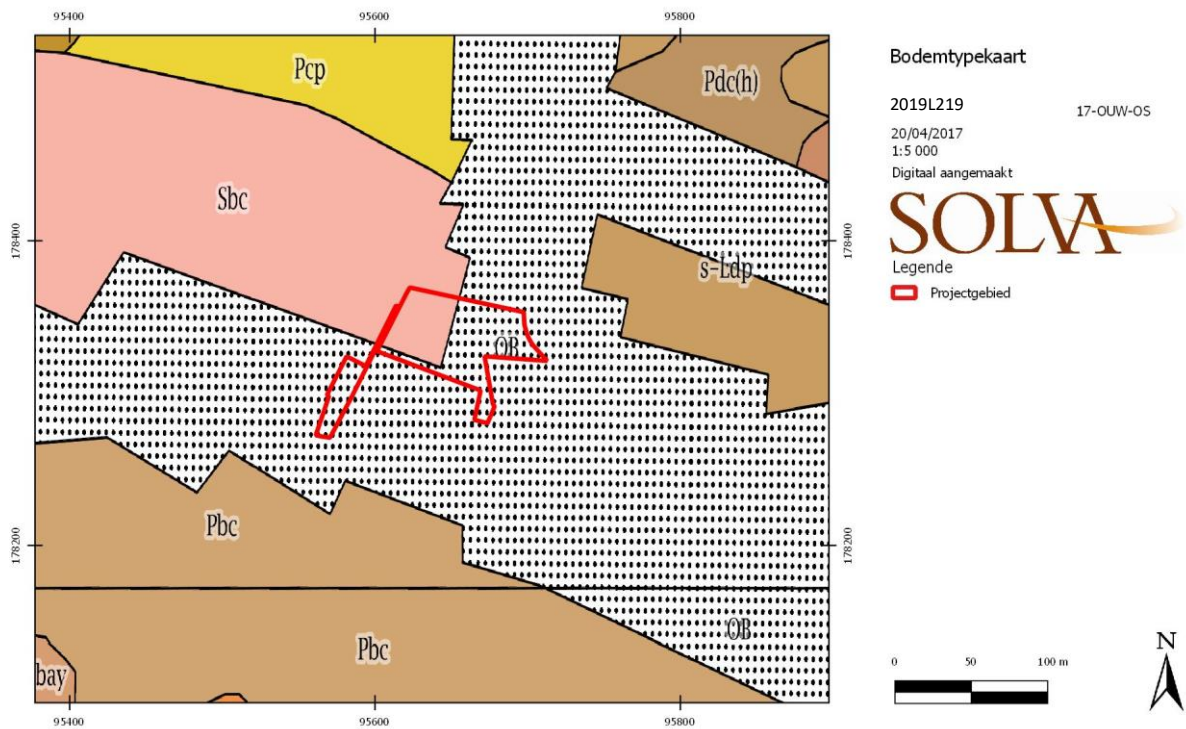 95400 95600 95800
Pcp
Pdc(h)
Sbc
178400 178400
s-Ldp
OB
Pbc
178200 178200
OB
Pbc
bay
95400 95600 95800
Bodemtypekaart
2019L219 17-OUW-OS
20/04/2017
1:5 000
Digitaal aangemaakt
SOLVA
Legende
Projectgebied
N
0 50 100 m